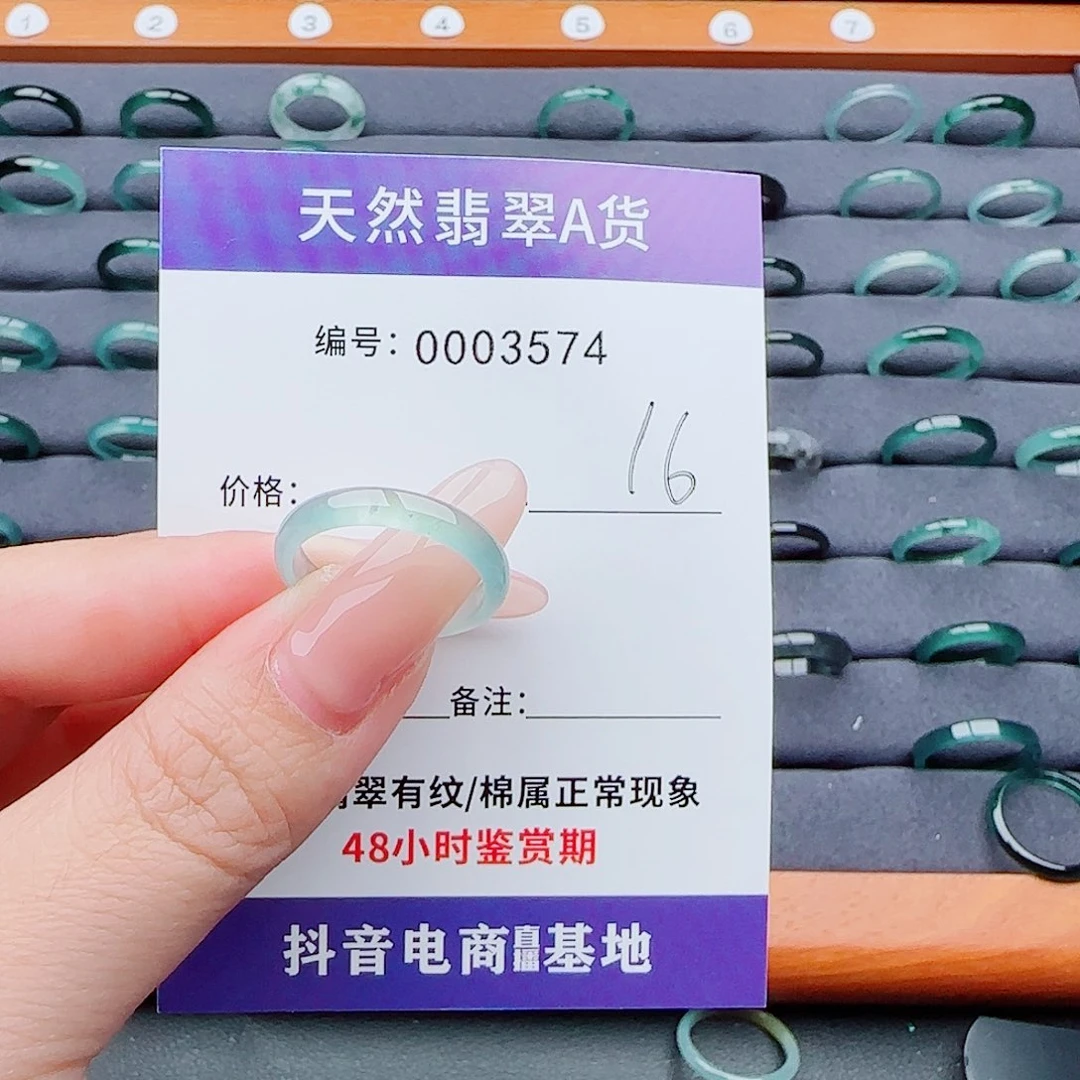 1 2 3 4 5 6 7
天然翡翠A货
编号：0003574
16
价格：
备注：
翠有纹/棉属正常现象
48小时鉴赏期
抖音电商直播基地